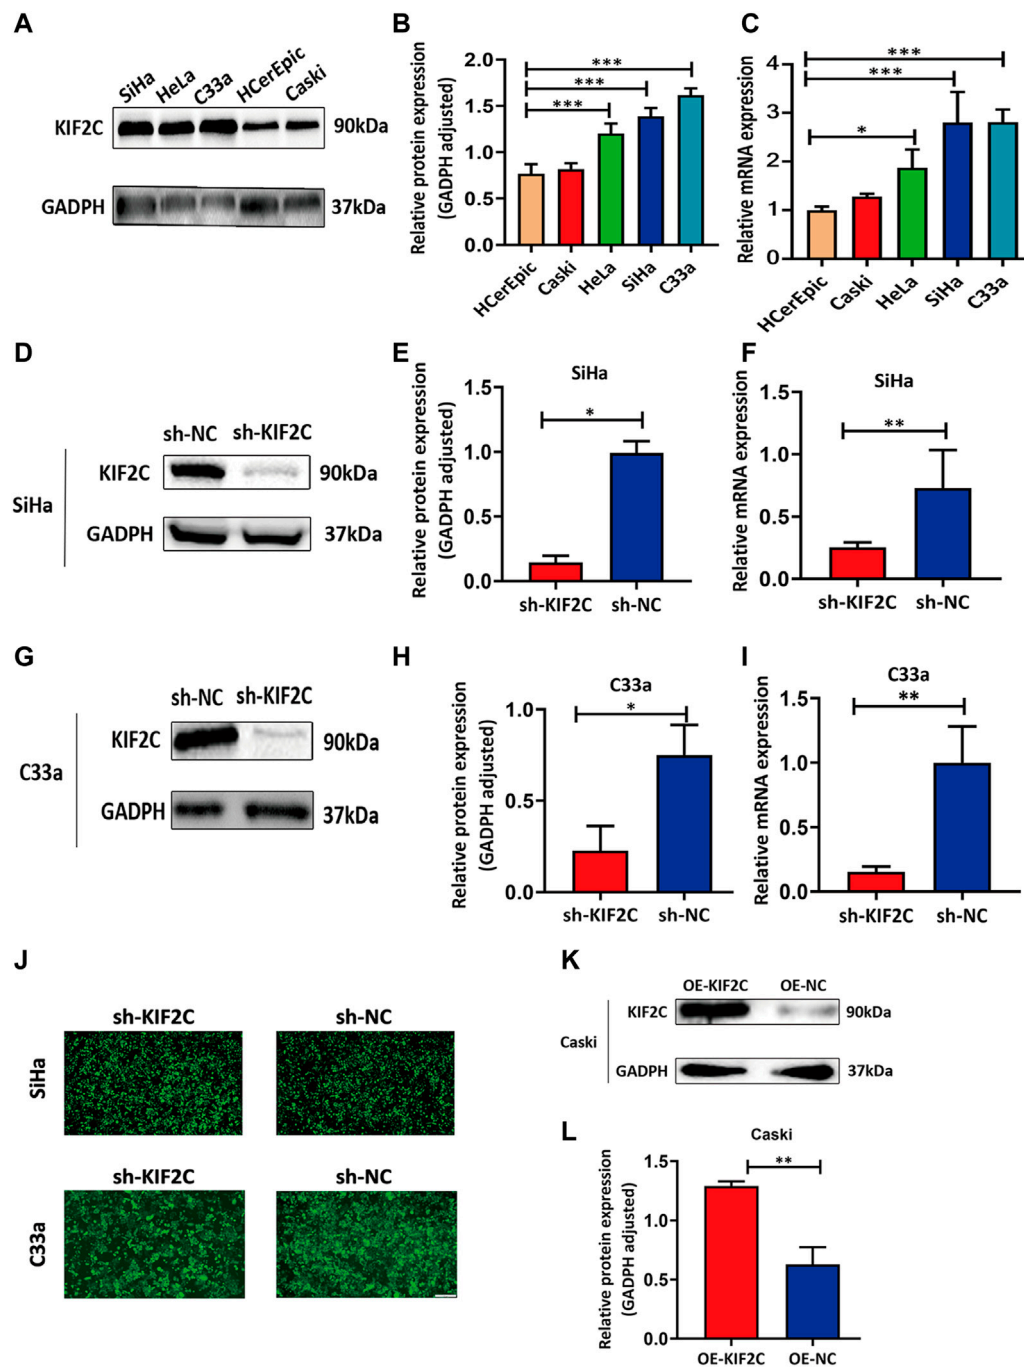 A
SiHa HeLa C33a HCerEpic Caski
KIF2C 90kDa
GADPH 37kDa
B
Relative protein expression
(GADPH adjusted)
2.0
1.5
1.0
0.5
0.0
***
***
***
HCerEpic Caski HeLa SiHa C33a
C
Relative mRNA expression
4
3
2
1
0
***
***
*
HCerEpic Caski HeLa SiHa C33a
D
sh-NC sh-KIF2C
SiHa
KIF2C 90kDa
GADPH 37kDa
E
SiHa
Relative protein expression
(GADPH adjusted)
1.5
1.0
0.5
0.0
*
sh-KIF2C sh-NC
F
SiHa
Relative mRNA expression
1.5
1.0
0.5
0.0
**
sh-KIF2C sh-NC
G
sh-NC sh-KIF2C
C33a
KIF2C 90kDa
GADPH 37kDa
H
C33a
Relative protein expression
(GADPH adjusted)
1.0
0.5
0.0
*
sh-KIF2C sh-NC
I
C33a
Relative mRNA expression
1.5
1.0
0.5
0.0
**
sh-KIF2C sh-NC
J
sh-KIF2C sh-NC
SiHa
sh-KIF2C sh-NC
C33a
K
OE-KIF2C OE-NC
Caski
KIF2C 90kDa
GADPH 37kDa
L
Caski
Relative protein expression
(GADPH adjusted)
1.5
1.0
0.5
0.0
**
OE-KIF2C OE-NC